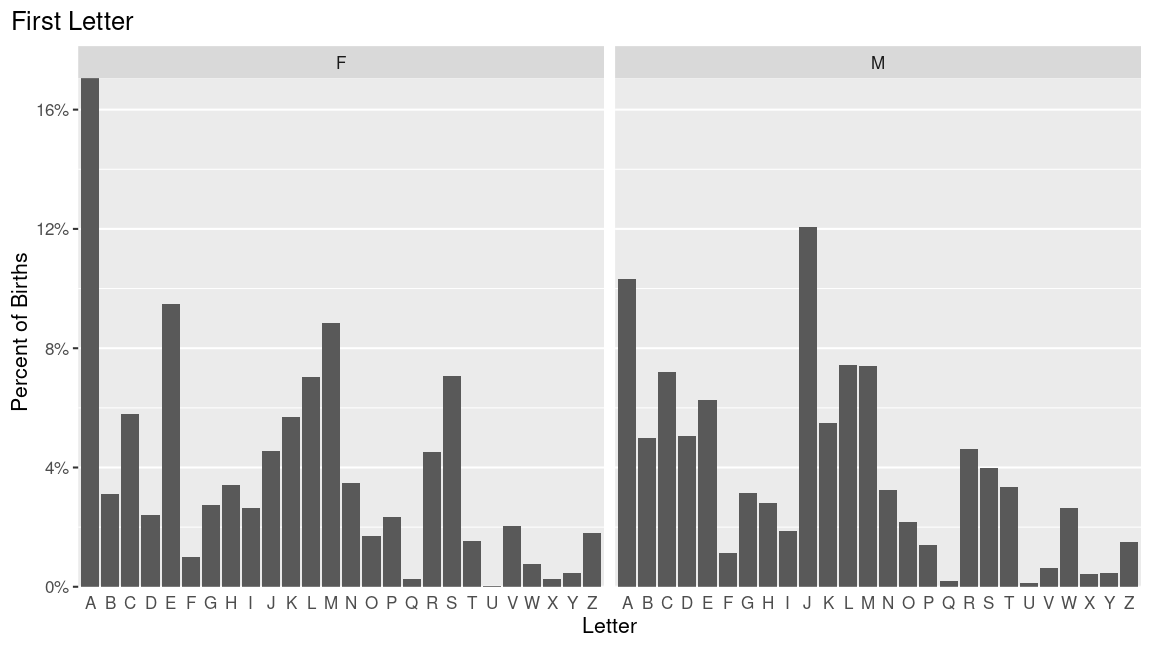 First Letter
F
M
Percent of Births
16%
12%
8%
4%
0%
A B C D E F G H I J K L M N O P Q R S T U V W X Y Z
A B C D E F G H I J K L M N O P Q R S T U V W X Y Z
Letter